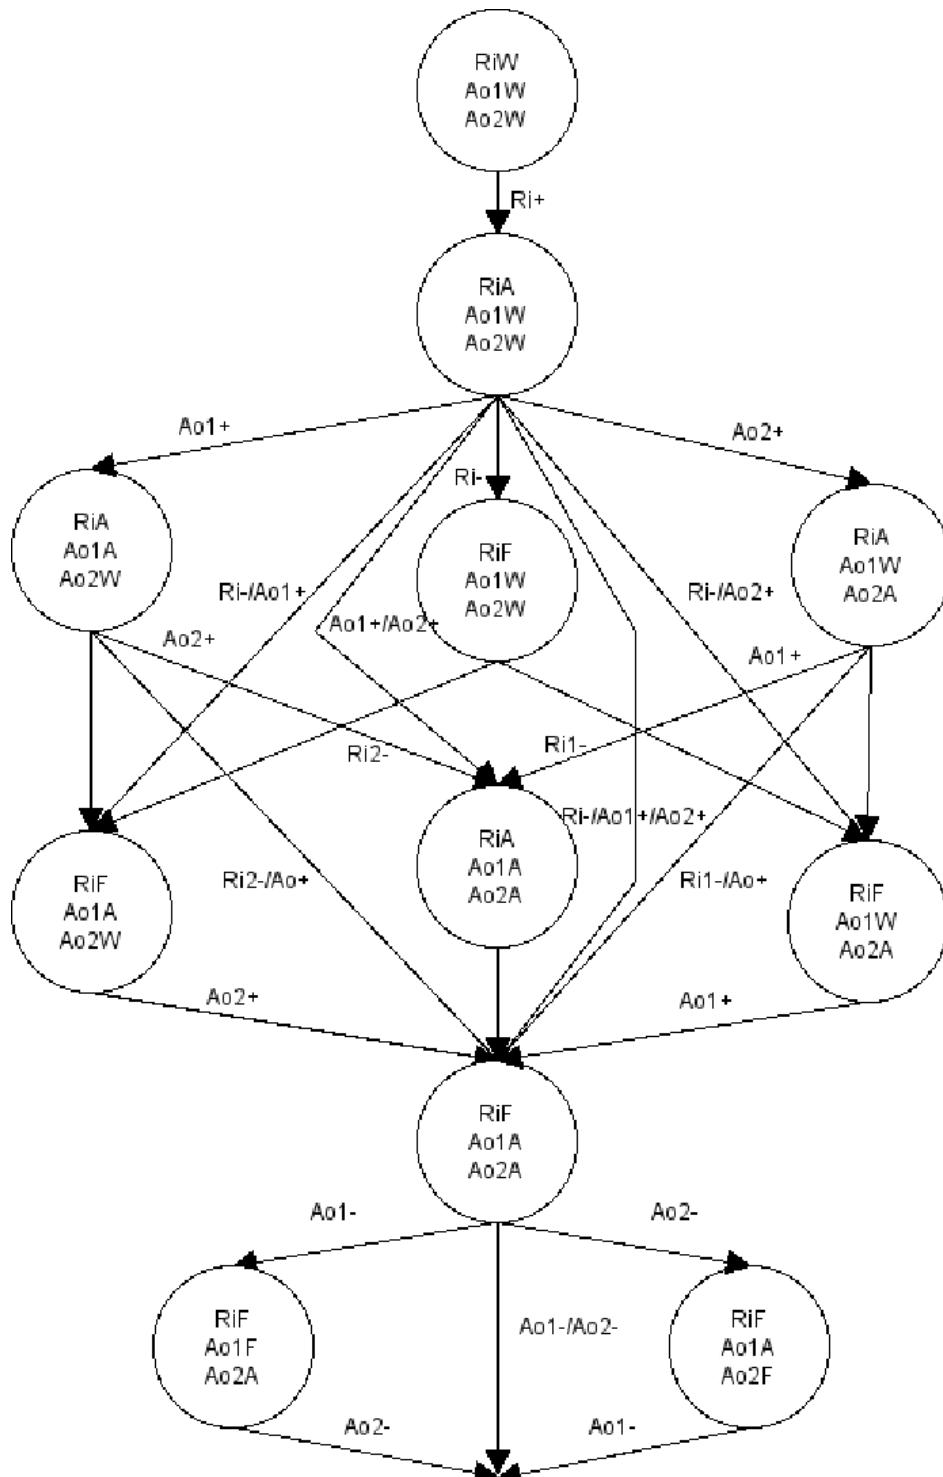 RiW
Ao1W
Ao2W
Ri+
RiA
Ao1W
Ao2W
Ao1+
Ao2+
Ri-
RiA
Ao1A
Ao2W
RiF
Ao1W
Ao2W
RiA
Ao1W
Ao2A
Ri-/Ao1+
Ao1+/Ao2+
Ri-/Ao2+
Ao2+
Ao1+
Ri2-
Ri1-
Ri-/Ao1+/Ao2+
RiA
Ao1A
Ao2A
Ri2-/Ao+
Ri1-/Ao+
RiF
Ao1A
Ao2W
RiF
Ao1W
Ao2A
Ao2+
Ao1+
RiF
Ao1A
Ao2A
Ao1-
Ao2-
Ao1-/Ao2-
RiF
Ao1F
Ao2A
RiF
Ao1A
Ao2F
Ao2-
Ao1-